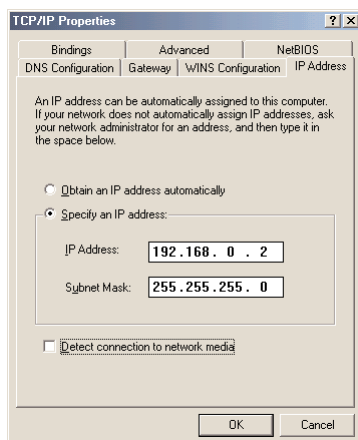 TCP/IP Properties
Bindings Advanced NetBIOS
DNS Configuration Gateway WINS Configuration IP Address
An IP address can be automatically assigned to this computer.
If your network does not automatically assign IP addresses, ask
your network administrator for an address, and then type it in
the space below.
Obtain an IP address automatically
Specify an IP address:
IP Address: 192.168. 0 . 2
Subnet Mask: 255.255.255. 0
Detect connection to network media
OK Cancel